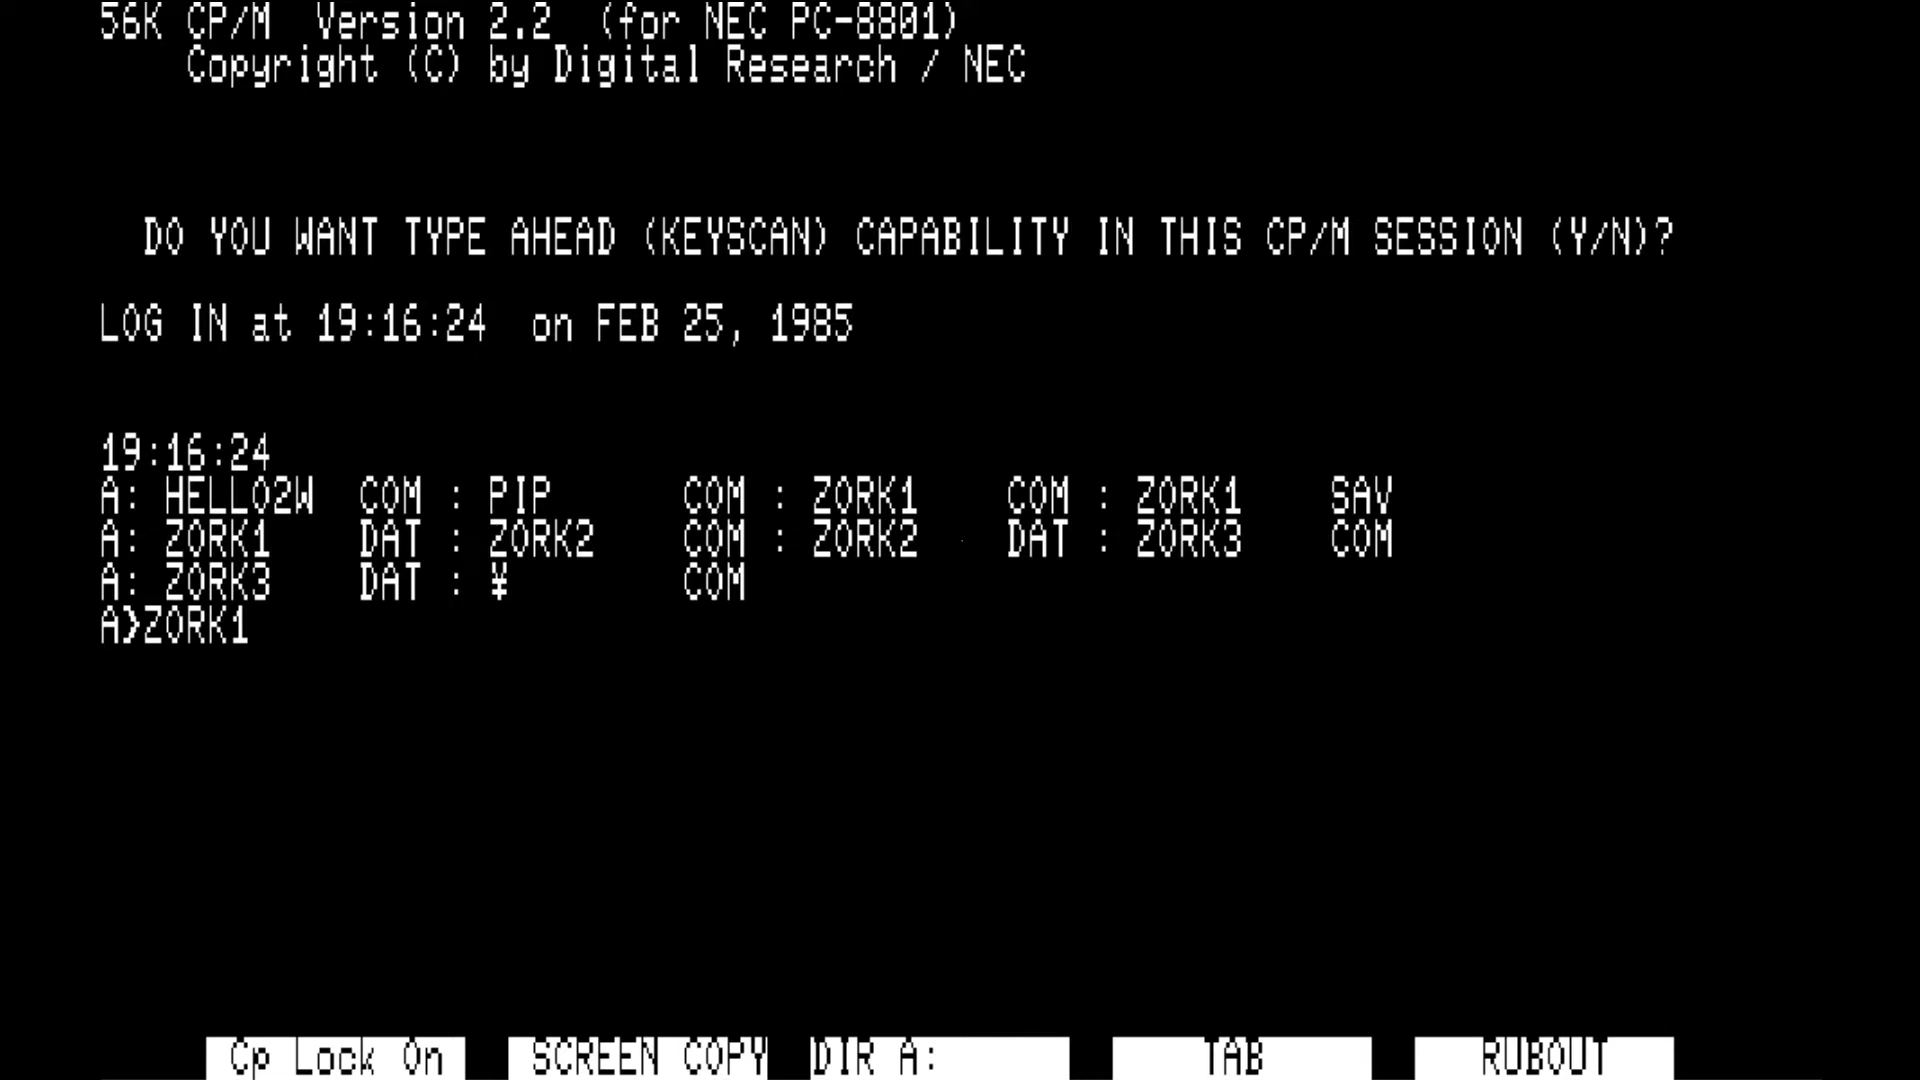 56K CP/M  Version 2.2  (for NEC PC-8801)
Copyright (C) by Digital Research / NEC
DO YOU WANT TYPE AHEAD (KEYSCAN) CAPABILITY IN THIS CP/M SESSION (Y/N)?
LOG IN at 19:16:24  on FEB 25, 1985
19:16:24
A: HELLO2W  COM : PIP      COM : ZORK1    COM : ZORK1    SAV
A: ZORK1    DAT : ZORK2    COM : ZORK2    DAT : ZORK3    COM
A: ZORK3    DAT : ¥        COM
A>ZORK1
Cp Lock On  SCREEN COPY  DIR A:  TAB  RUBOUT